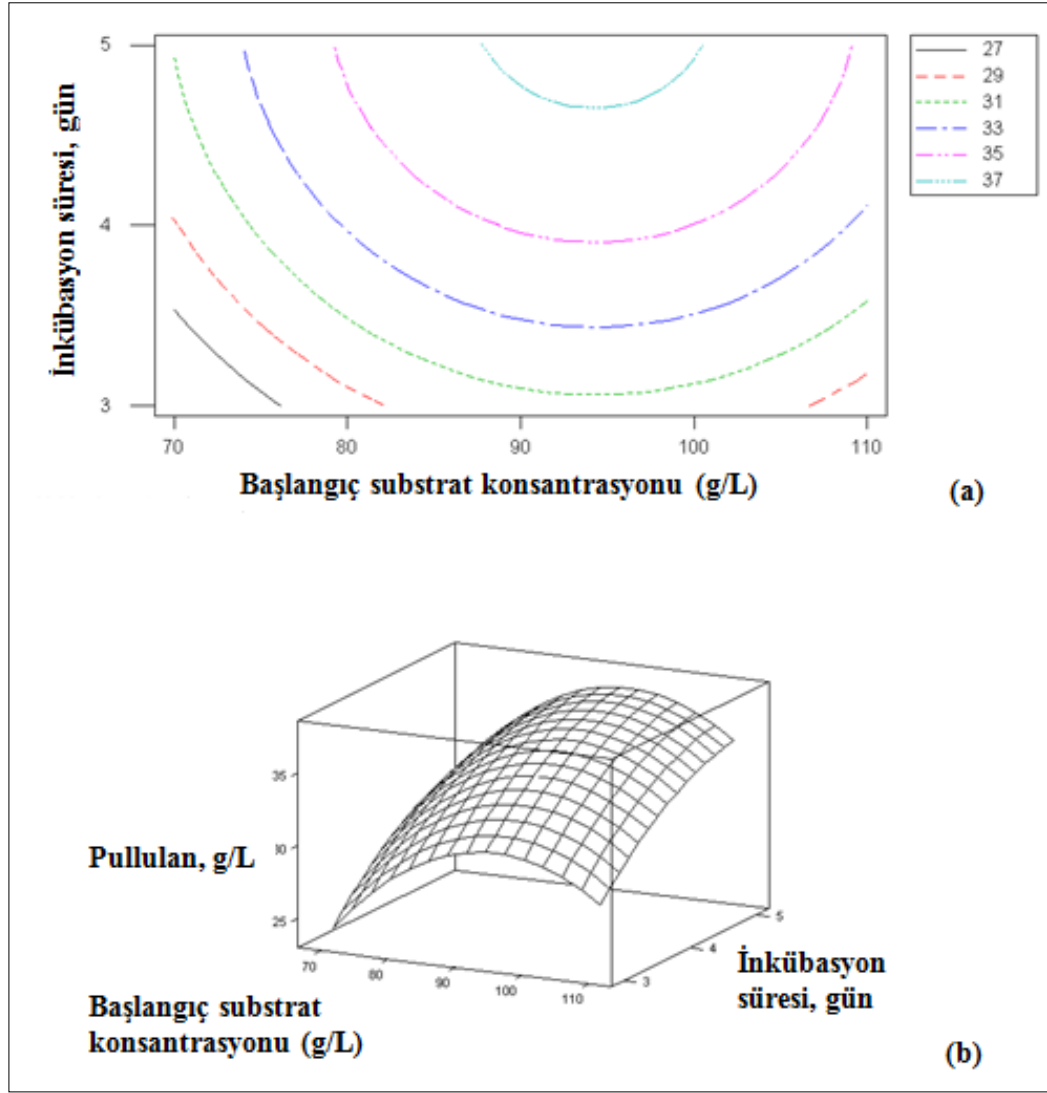 5
4
3
İnkübasyon süresi, gün
70 80 90 100 110
Başlangıç substrat konsantrasyonu (g/L)
(a)
27
29
31
33
35
37
35
30
25
Pullulan, g/L
70 80 90 100 110
3 4 5
İnkübasyon
süresi, gün
Başlangıç substrat
konsantrasyonu (g/L)
(b)